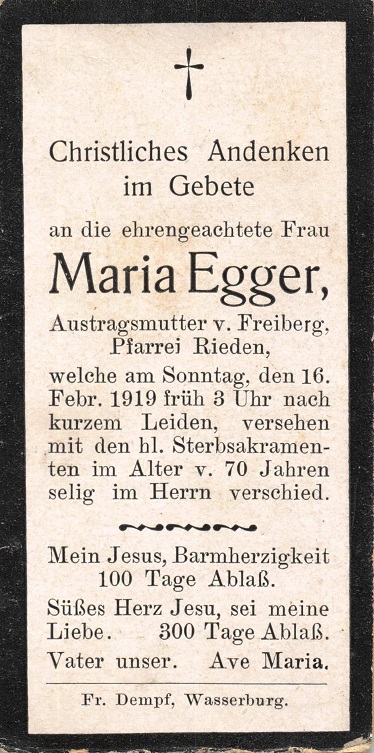 Christliches Andenken
im Gebete
an die ehrengeachtete Frau
Maria Egger,
Austragsmutter v. Freiberg,
Pfarrei Rieden,
welche am Sonntag, den 16.
Febr. 1919 früh 3 Uhr nach
kurzem Leiden, versehen
mit den hl. Sterbsakramen-
ten im Alter v. 70 Jahren
selig im Herrn verschied.
Mein Jesus, Barmherzigkeit
100 Tage Ablaß.
Süßes Herz Jesu, sei meine
Liebe. 300 Tage Ablaß.
Vater unser. Ave Maria.
Fr. Dempf, Wasserburg.